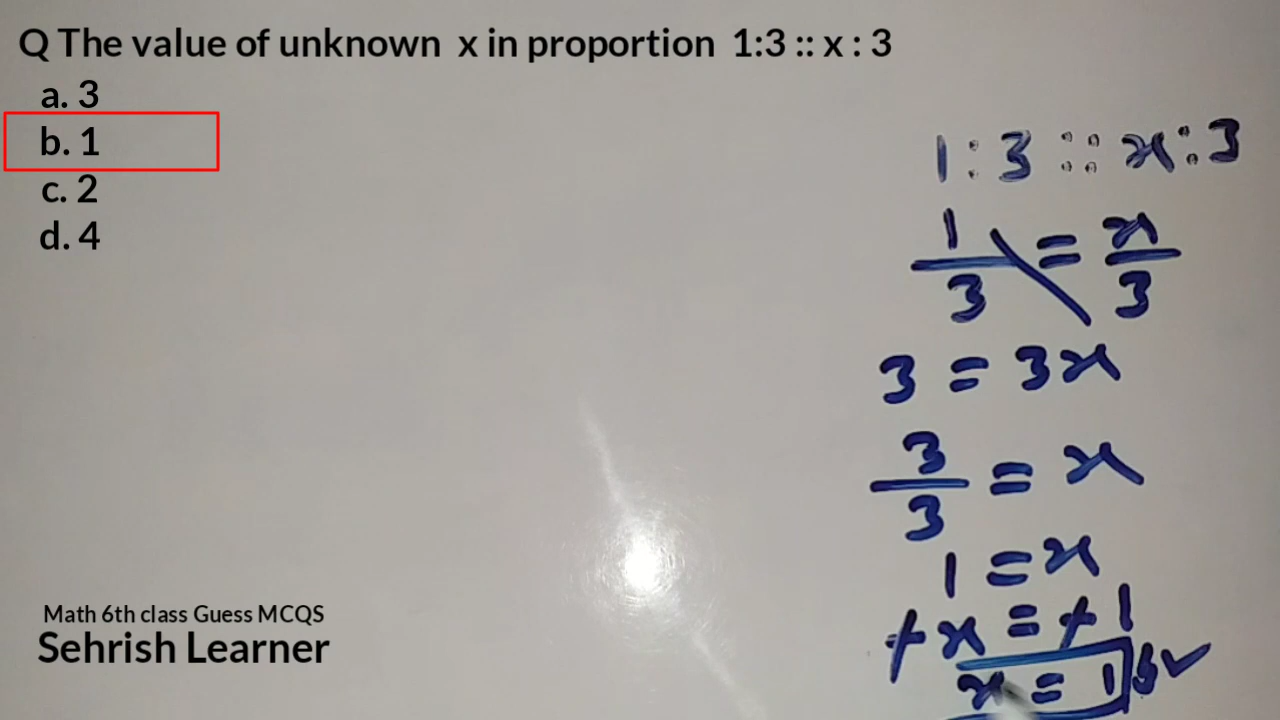 Q The value of unknown x in proportion 1:3 :: x : 3
a. 3
b. 1
c. 2
d. 4
1:3 :: x:3
1/3 = x/3
3 = 3x
3/3 = x
1 = x
+x = +1
x = 1 b ✓
Math 6th class Guess MCQS
Sehrish Learner